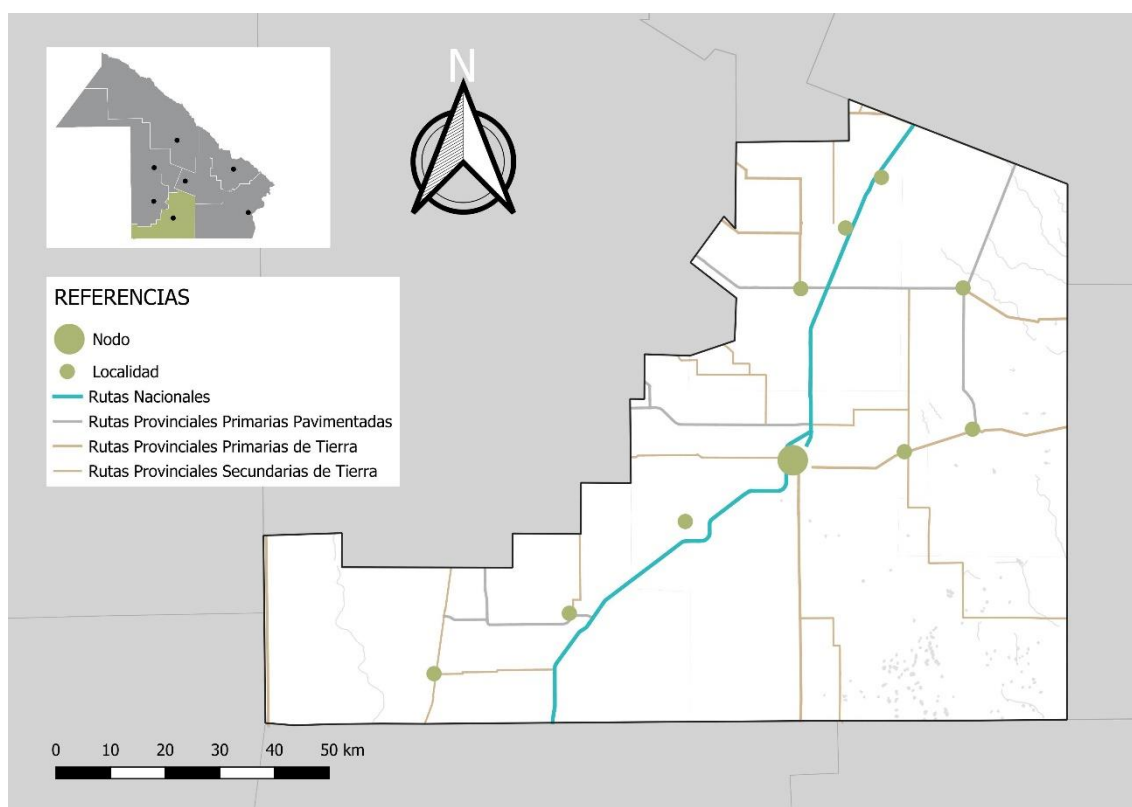 N
REFERENCIAS
Nodo
Localidad
Rutas Nacionales
Rutas Provinciales Primarias Pavimentadas
Rutas Provinciales Primarias de Tierra
Rutas Provinciales Secundarias de Tierra
0 10 20 30 40 50 km